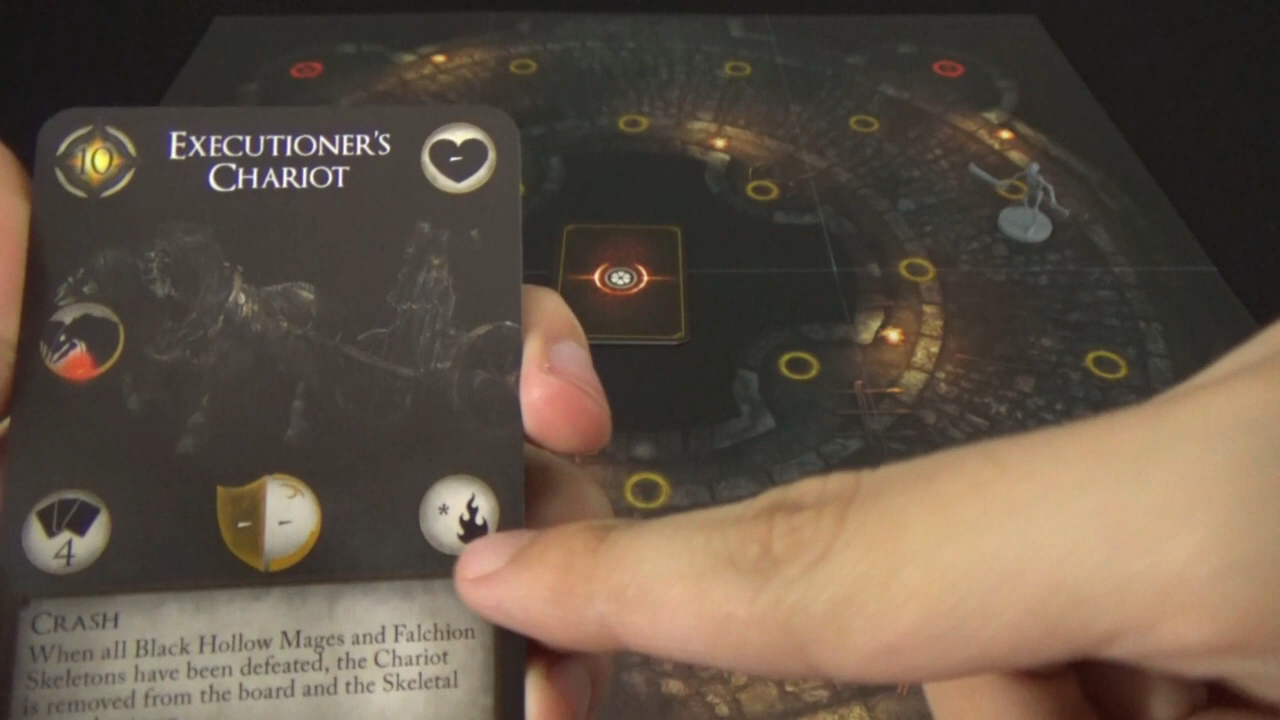 10
EXECUTIONER'S
CHARIOT
-
4
- -
*
CRASH
When all Black Hollow Mages and Falchion
Skeletons have been defeated, the Chariot
is removed from the board and the Skeletal